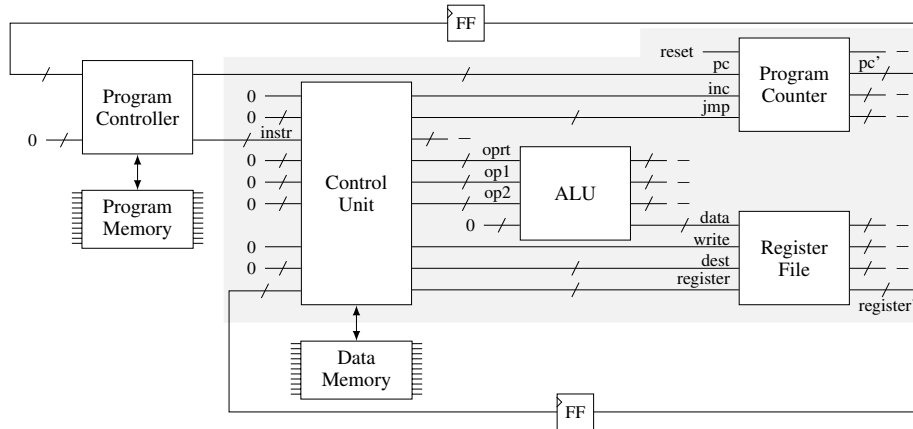 FF
reset
pc
pc'
Program
Counter
inc
jmp
Program
Controller
0
0
0
instr
Control
Unit
0
0
0
oprt
op1
op2
0
ALU
Program
Memory
data
write
dest
register
0
0
Register
File
register'
Data
Memory
FF